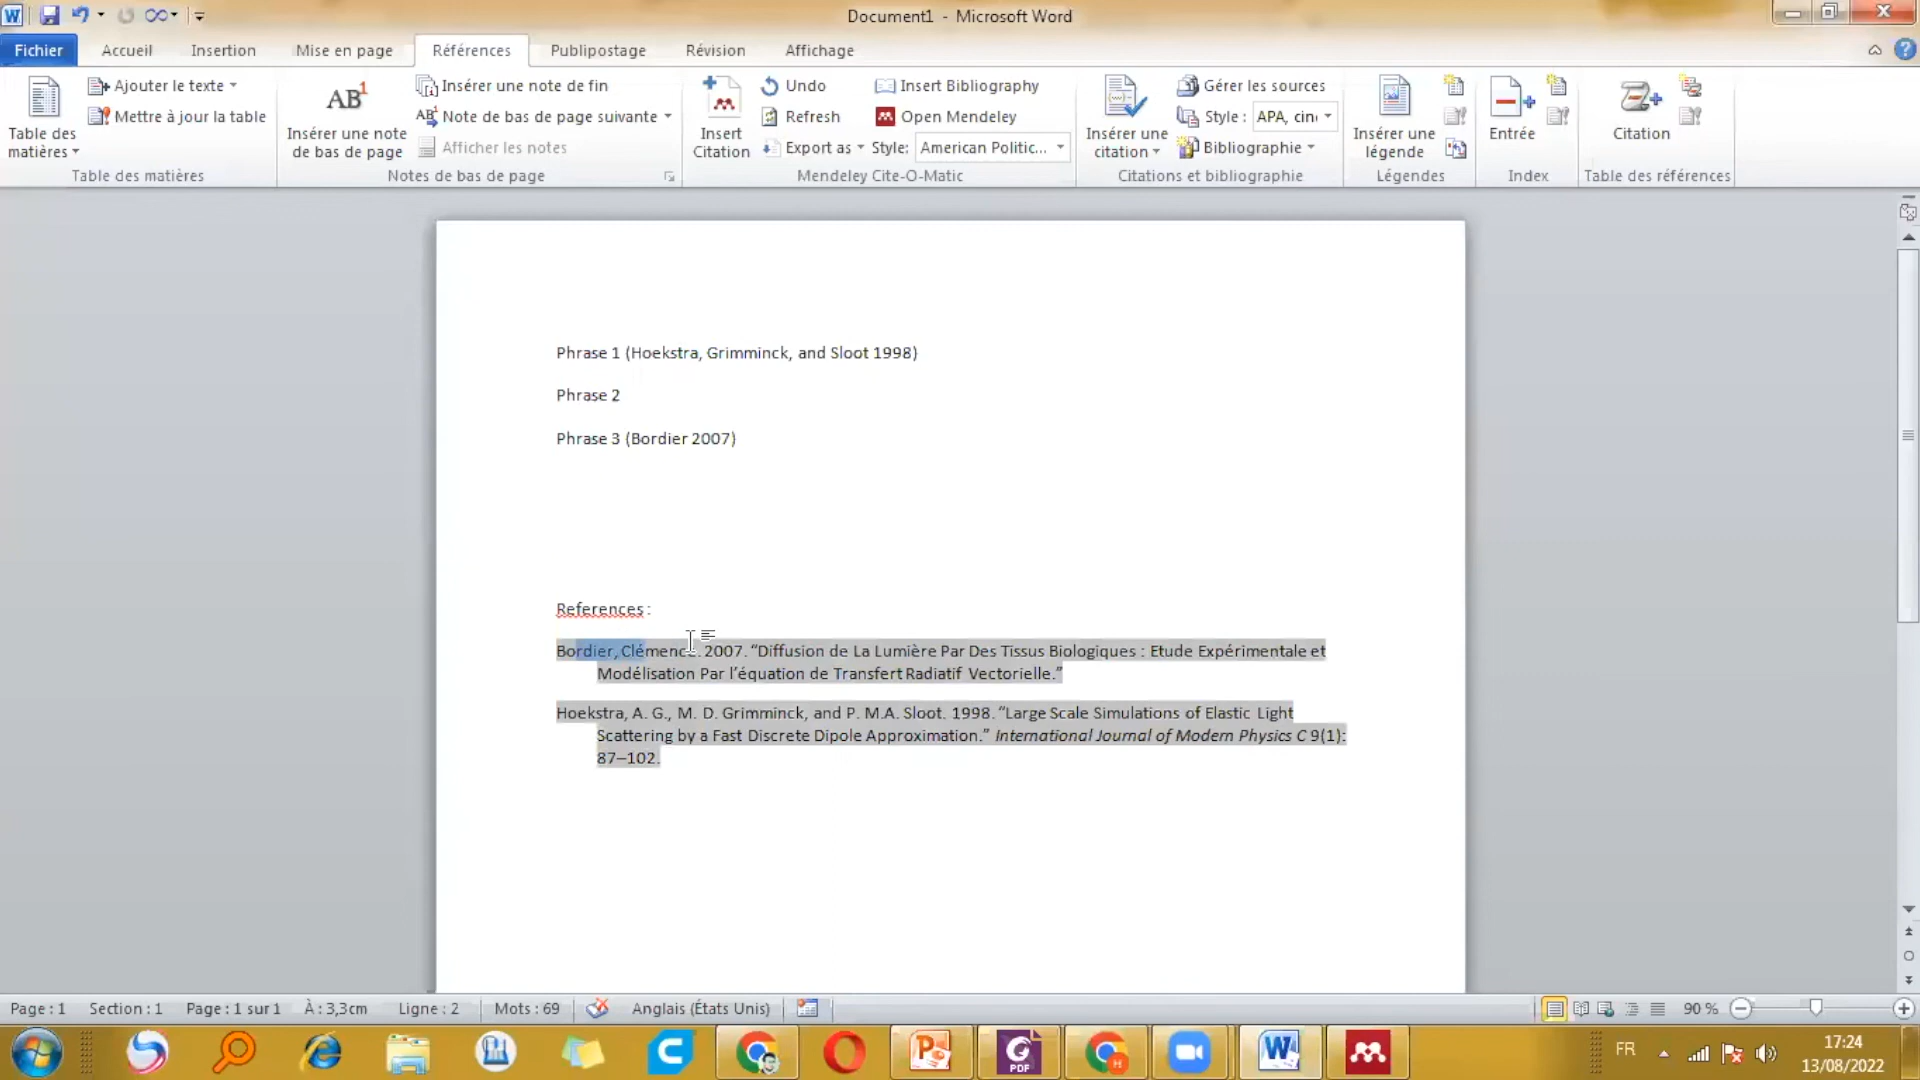 Document1 - Microsoft Word
Fichier Accueil Insertion Mise en page Références Publipostage Révision Affichage
Table des matières
Ajouter le texte
Mettre à jour la table
Table des matières
AB¹
Insérer une note de bas de page
Insérer une note de fin
Note de bas de page suivante
Afficher les notes
Notes de bas de page
Insert Citation
Undo
Refresh
Export as
Insert Bibliography
Open Mendeley
Style: American Politic...
Mendeley Cite-O-Matic
Insérer une citation
Gérer les sources
Style : APA, cin
Bibliographie
Citations et bibliographie
Insérer une légende
Légendes
Entrée
Index
Citation
Table des références
Phrase 1 (Hoekstra, Grimminck, and Sloot 1998)
Phrase 2
Phrase 3 (Bordier 2007)
References :
Bordier, Clémence. 2007. “Diffusion de La Lumière Par Des Tissus Biologiques : Etude Expérimentale et
Modélisation Par l’équation de Transfert Radiatif Vectorielle.”
Hoekstra, A. G., M. D. Grimminck, and P. M.A. Sloot. 1998. “Large Scale Simulations of Elastic Light
Scattering by a Fast Discrete Dipole Approximation.” International Journal of Modern Physics C 9(1):
87–102.
Page : 1 Section : 1 Page : 1 sur 1 À : 3,3cm Ligne : 2 Mots : 69 Anglais (États Unis) 90 %
FR 17:24
13/08/2022